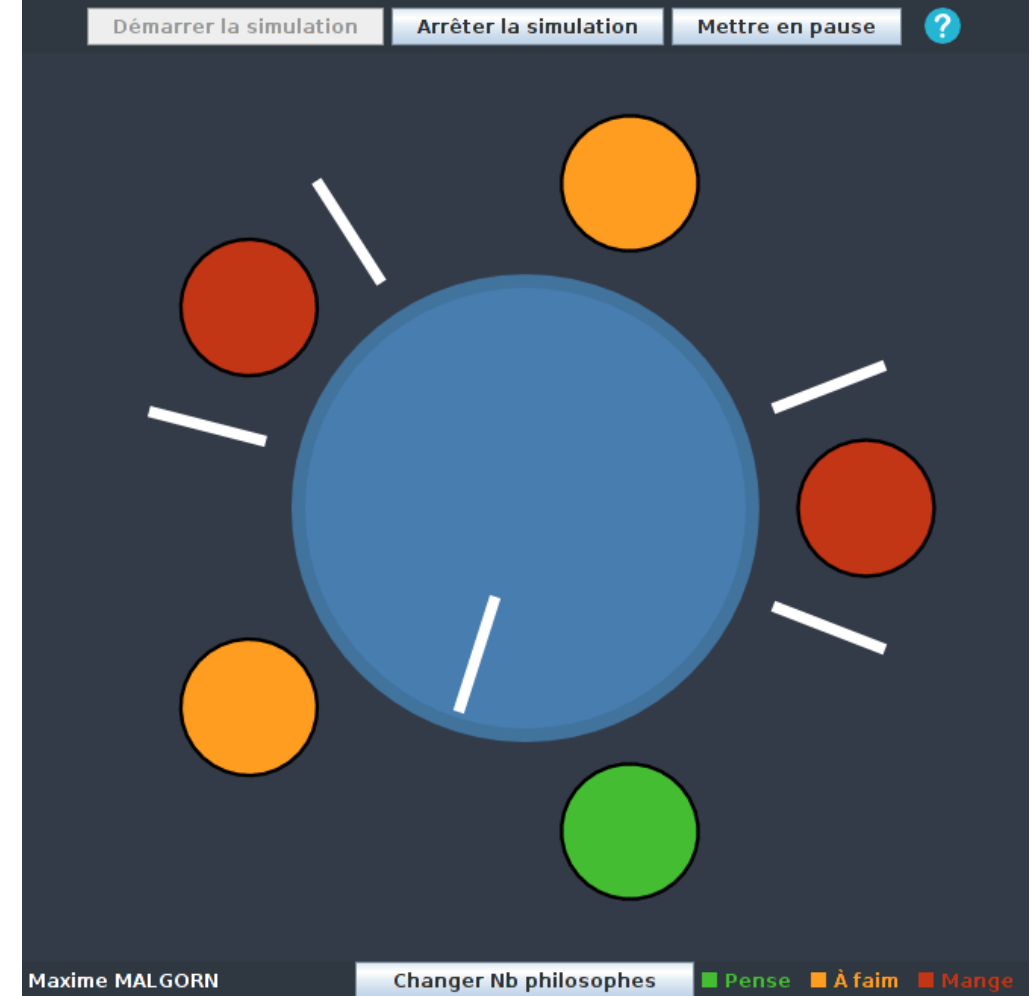 Démarrer la simulation Arrêter la simulation Mettre en pause ?
Maxime MALGORN Changer Nb philosophes Pense À faim Mange